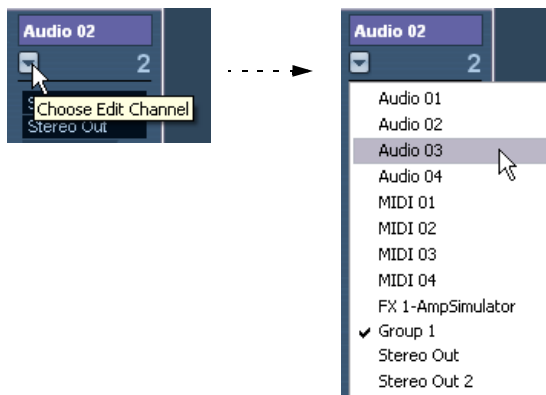 Audio 02
2
Choose Edit Channel
Stereo Out
Audio 02
2
Audio 01
Audio 02
Audio 03
Audio 04
MIDI 01
MIDI 02
MIDI 03
MIDI 04
FX 1-AmpSimulator
Group 1
Stereo Out
Stereo Out 2